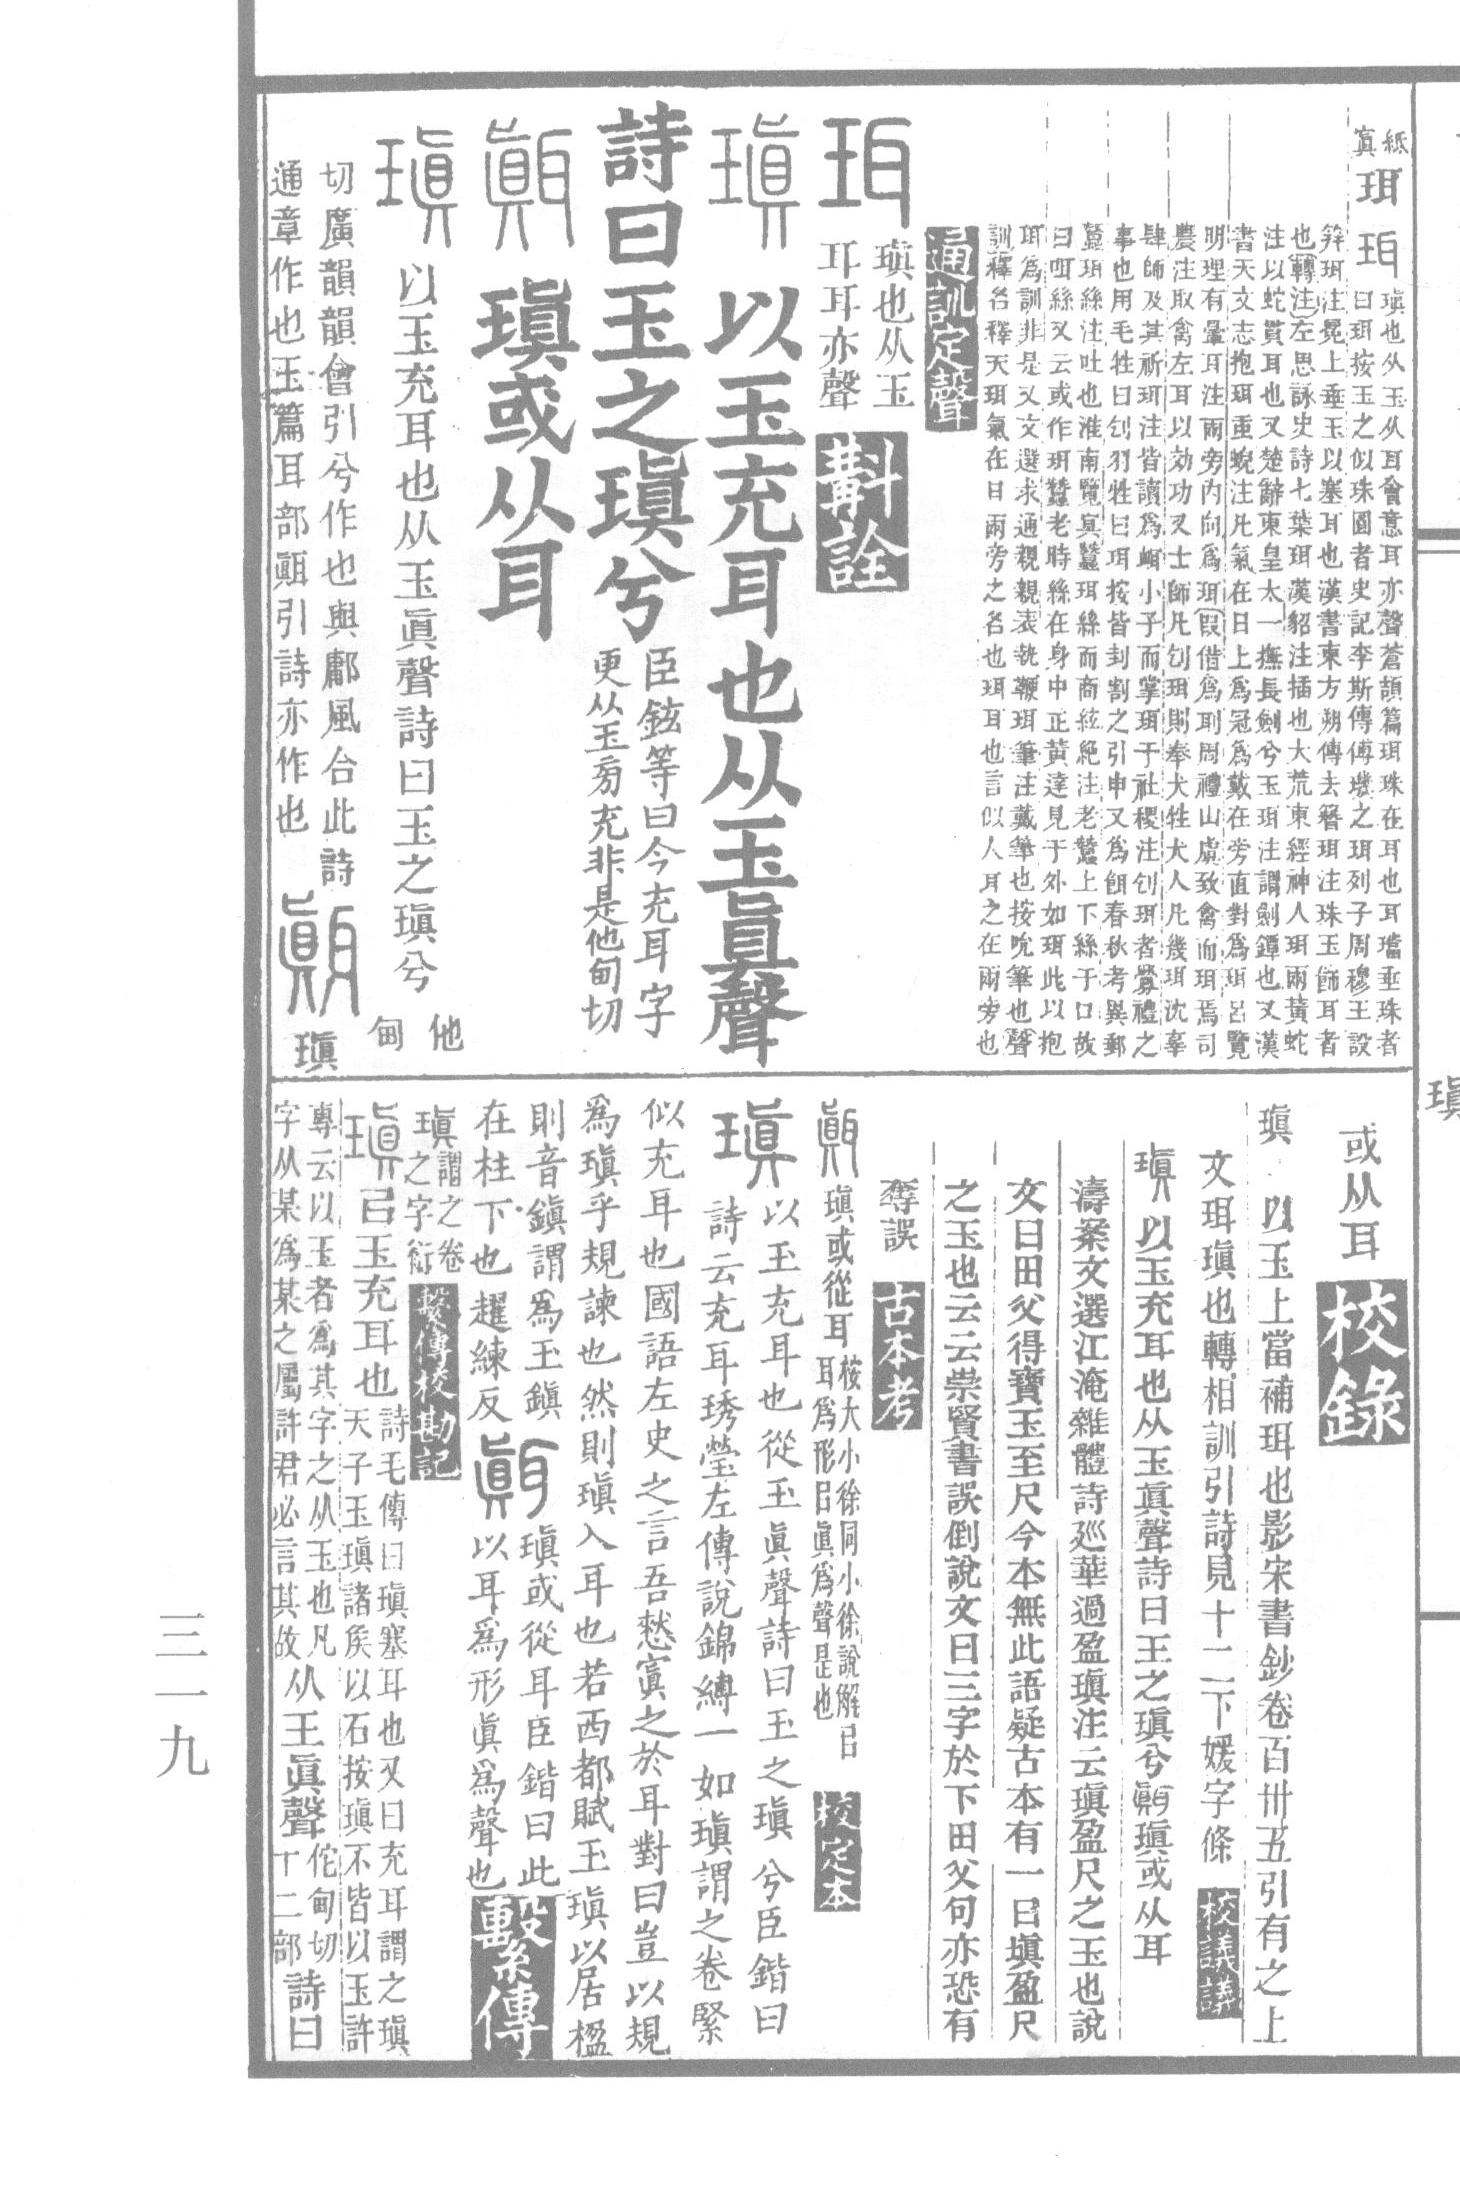 紙
眞
珥
珥
瑱也从玉从耳會意耳亦聲蒼頡篇珥珠在耳也耳璫垂珠者
曰珥按玉之似珠圓者史記李斯傳傅璣之珥列子周穆王設
笄珥注冕上垂玉以塞耳也漢書東方朔傳去簪珥注珠玉飾耳者
也轉注左思詠史詩七葉珥漢貂注插也大荒東經神人珥兩黃蛇
注以蛇貫耳也又楚辭東皇太一撫長劍兮玉珥注謂劍鐔也又漢
書天文志抱珥重蜺注凡氣在日上爲冠爲戴在旁直對爲珥呂覽
明理有暈珥注兩旁內向爲珥叚借爲刵周禮山虞致禽而珥焉司
農注取禽左耳以効功又士師凡刉珥則奉犬牲犬人凡幾珥沈辜
肆師及其祈珥注皆讀爲衈小子而掌珥于社稷注刉珥者釁禮之
事也用毛牲曰刉羽牲曰珥按皆刲割之引申又爲餌春秋考異郵
蠶珥絲注吐也淮南覽冥蠶珥絲而商絃絕注老蠶上下絲于口故
曰咡絲又云或作珥蠶老時絲在身中正黃達見于外如珥此以抱
珥爲訓非是又文選求通親親表執鞭珥筆注戴筆也按吮筆也聲
訓釋名釋天珥氣在日兩旁之名也珥耳也言似人耳之在兩旁也
通訓定聲
珥
瑱也从玉
耳耳亦聲
斠詮
瑱
以玉充耳也从玉眞聲
詩曰玉之瑱兮
臣鉉等曰今充耳字
更从玉旁充非是他甸切
䫃
瑱或从耳
瑱
以玉充耳也从玉眞聲詩曰玉之瑱兮
他
甸
切廣韻韻會引兮作也與鄘風合此詩
通章作也玉篇耳部䫃引詩亦作也
瑱
或从耳
校錄
瑱
以玉上當補珥也影宋書鈔卷百卅五引有之上
文珥瑱也轉相訓引詩見十二下媛字條
校議議
瑱
以玉充耳也从玉眞聲詩曰玉之瑱兮
瑱或从耳
濤案文選江淹雜體詩廵華過盈瑱注云瑱盈尺之玉也說
文曰田父得寶玉至尺今本無此語疑古本有一曰塡盈尺
之玉也云云崇賢書誤倒說文曰三字於下田父句亦恐有
奪誤
古本考
瑱或從耳
按大小徐同小徐說解㠯
耳爲形㠯眞爲聲是也
校定本
瑱
以玉充耳也從玉眞聲詩曰玉之瑱兮臣鍇曰
詩云充耳琇瑩左傳說錦縳一如瑱謂之卷緊
似充耳也國語左史之言吾憖寘之於耳對曰豈以規
爲瑱乎規諫也然則瑱入耳也若西都賦玉瑱以居楹
則音鎭謂爲玉鎭
在柱下也趯練反
瑱或從耳臣鍇曰此
以耳爲形眞爲聲也
繫傳
瑱謂之卷
瑱之字衍
繫傳校勘記
瑱
㠯玉充耳也
詩毛傳曰瑱塞耳也又曰充耳謂之瑱
天子玉瑱諸矦以石按瑱不皆以玉許
專云以玉者爲其字之从玉也凡
字从某爲某之屬許君必言其故
从王眞聲
佗甸切
十二部
詩曰
三一九